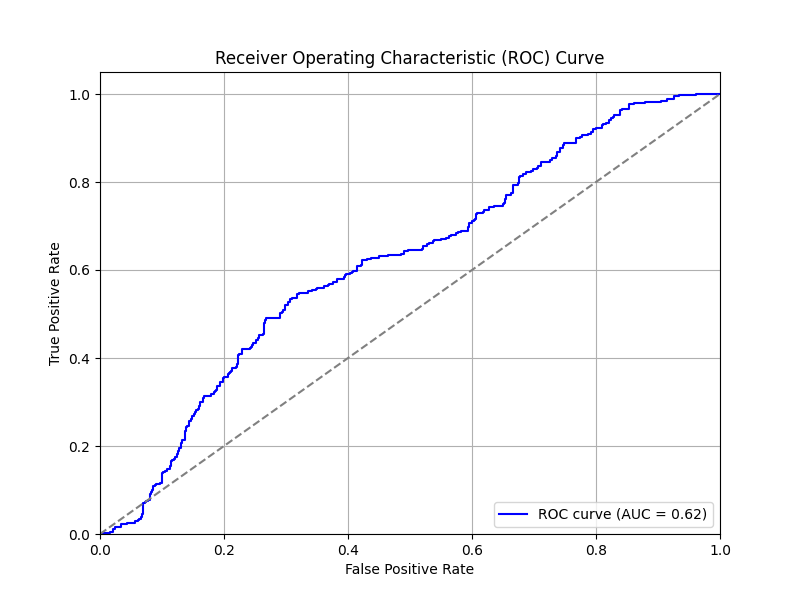 Receiver Operating Characteristic (ROC) Curve
True Positive Rate
1.0
0.8
0.6
0.4
0.2
0.0
ROC curve (AUC = 0.62)
0.0 0.2 0.4 0.6 0.8 1.0
False Positive Rate